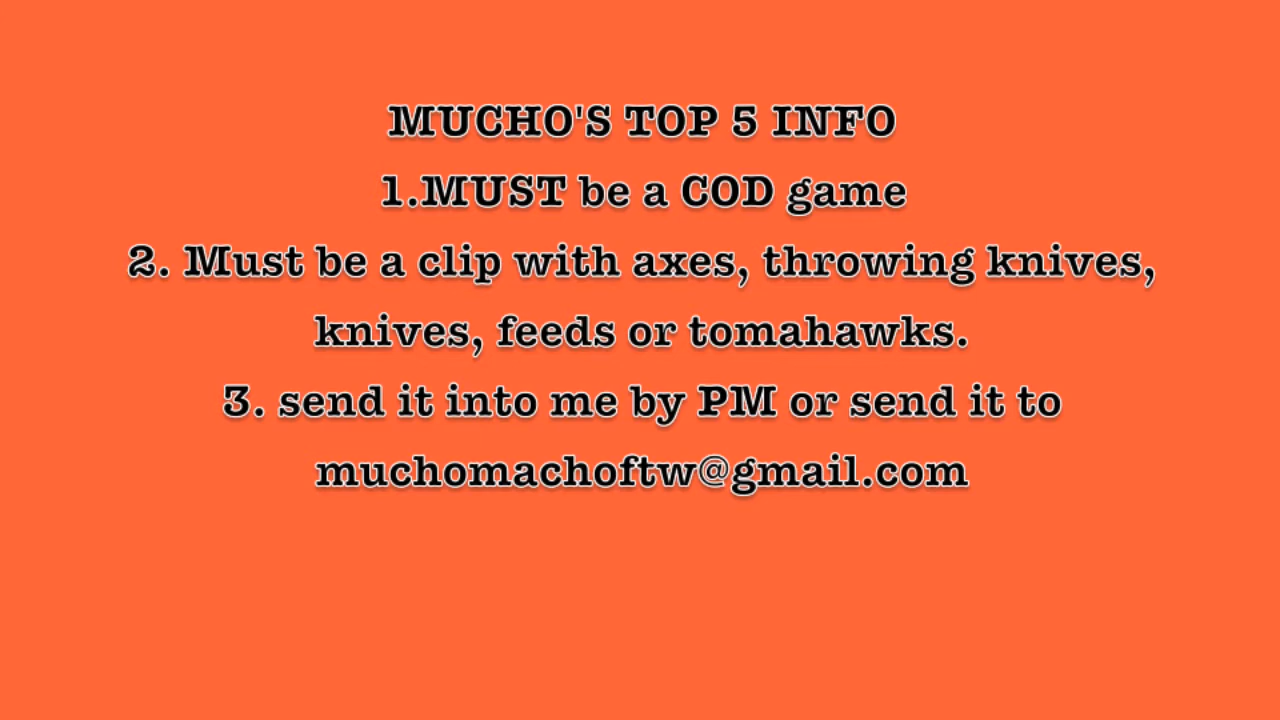 MUCHO'S TOP 5 INFO
1.MUST be a COD game
2. Must be a clip with axes, throwing knives,
knives, feeds or tomahawks.
3. send it into me by PM or send it to
muchomachoftw@gmail.com